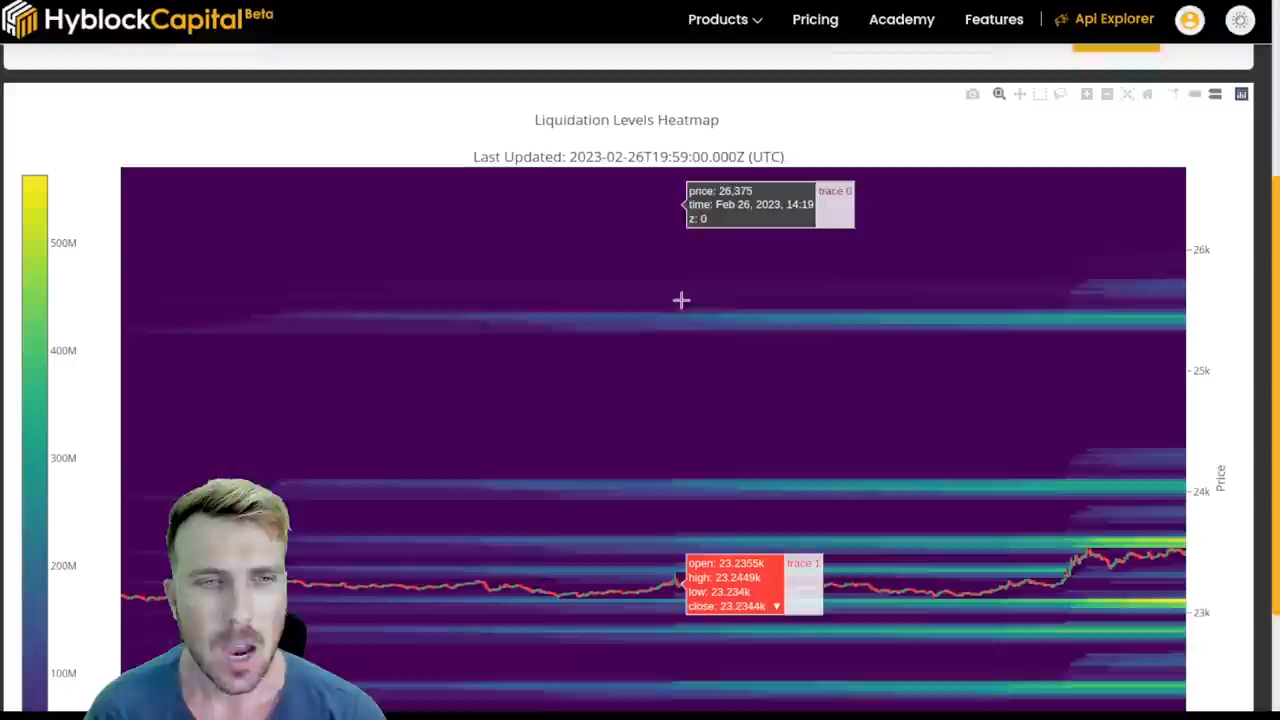 HyblockCapital Beta
Products
Pricing
Academy
Features
Api Explorer
Liquidation Levels Heatmap
Last Updated: 2023-02-26T19:59:00.000Z (UTC)
500M
400M
300M
200M
100M
price: 26,375
time: Feb 26, 2023, 14:19
z: 0
trace 0
open: 23.2355k
high: 23.2449k
low: 23.234k
close: 23.2344k ▼
trace 1
26k
25k
24k
23k
Price